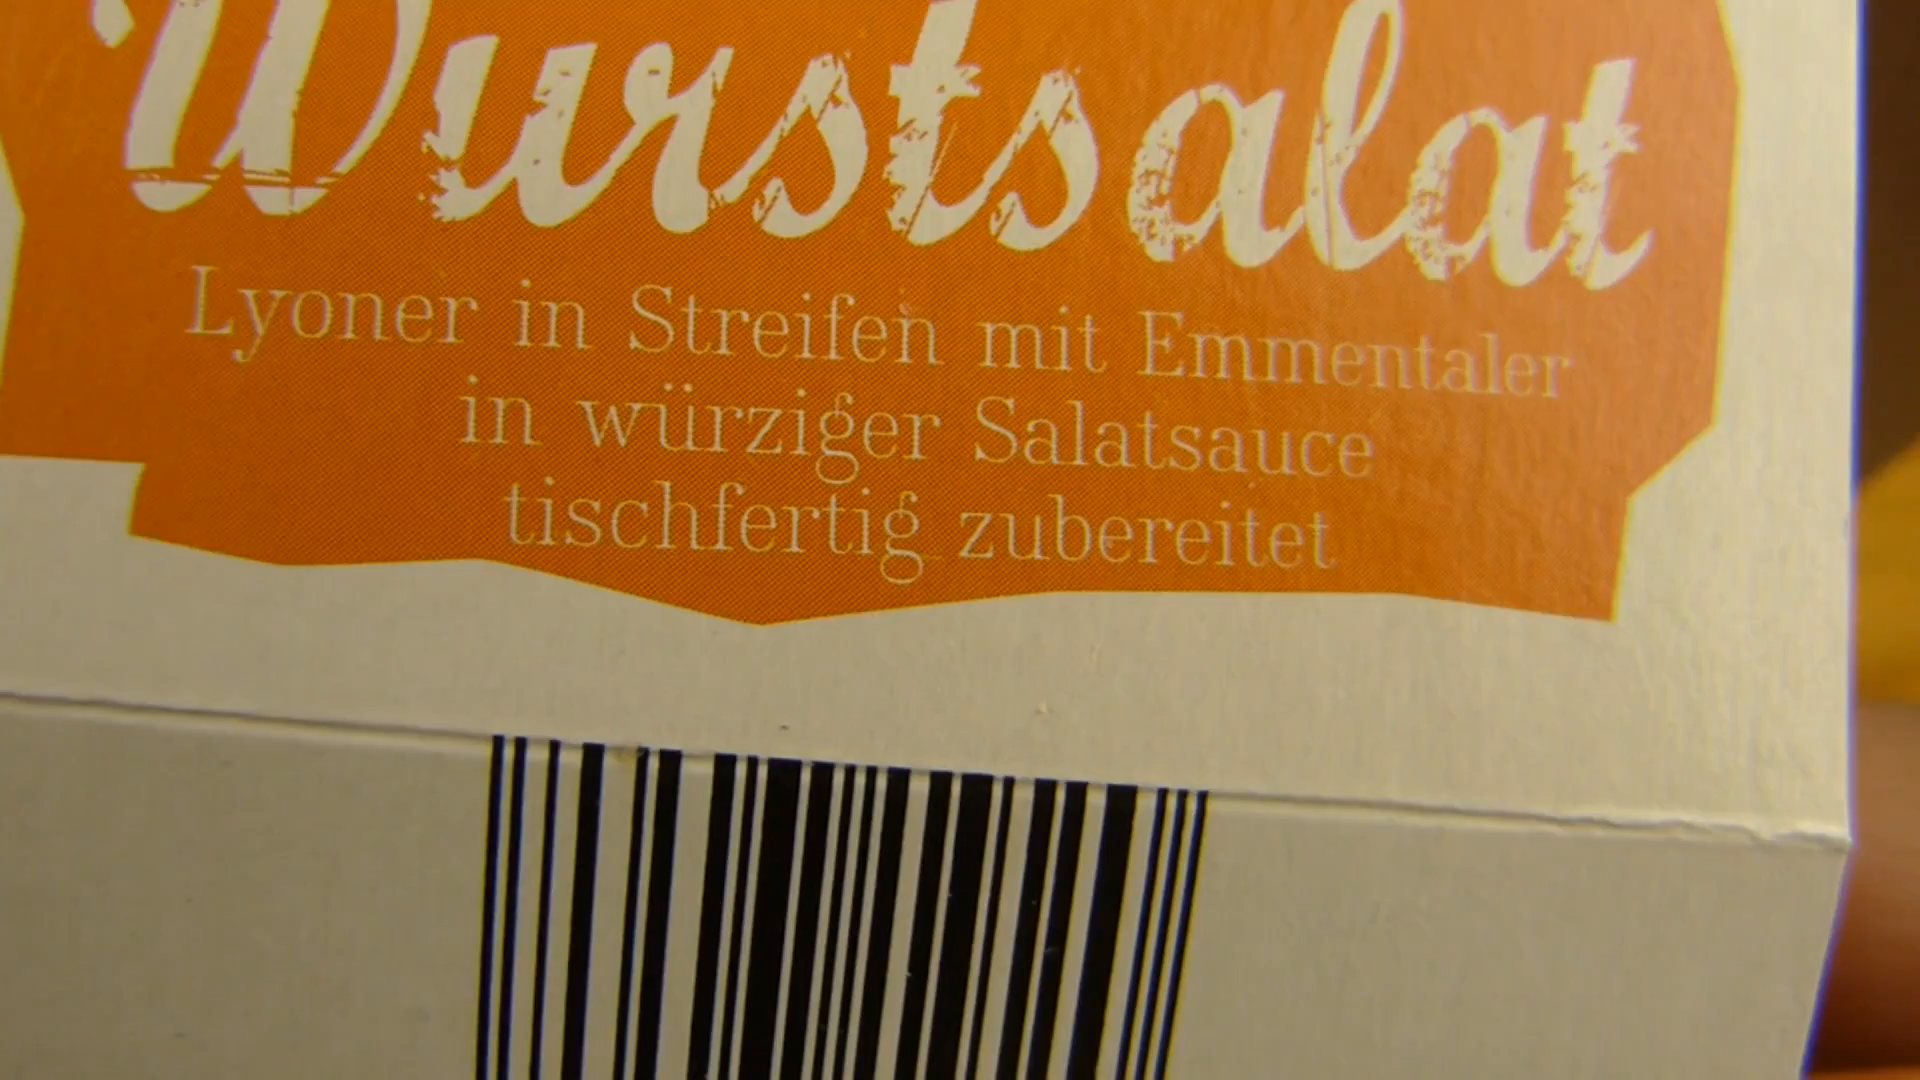 Wurstsalat
Lyoner in Streifen mit Emmentaler
in würziger Salatsauce
tischfertig zubereitet